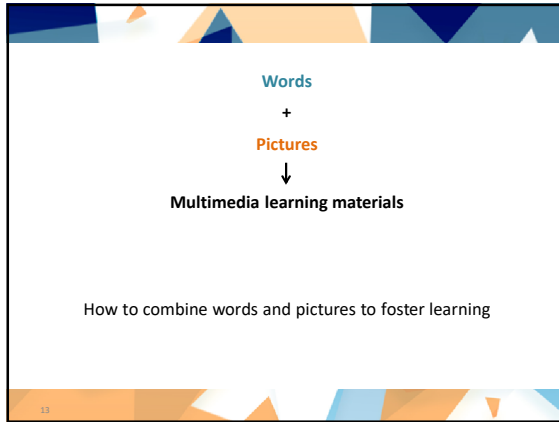 Words
+
Pictures
↓
Multimedia learning materials
How to combine words and pictures to foster learning
13